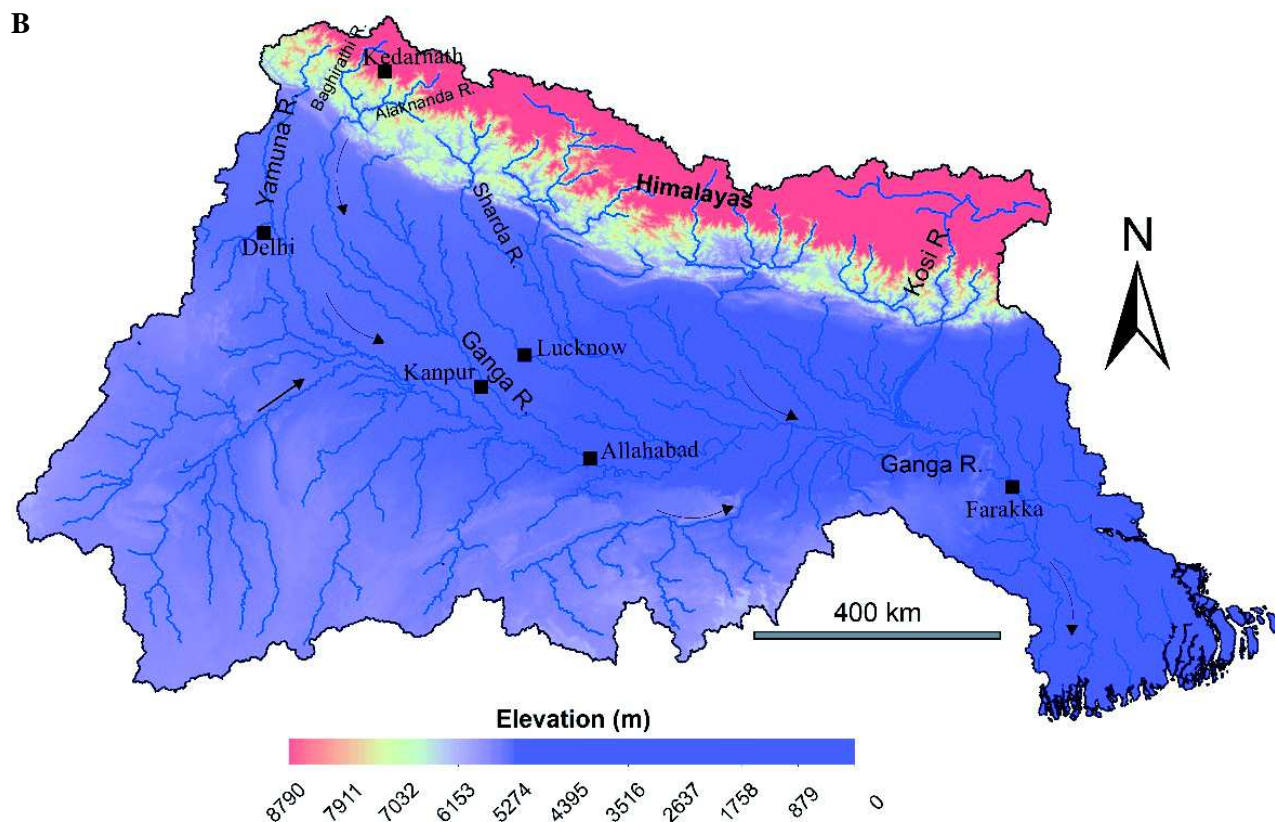 B
Baghirathi R.
Kedarnath
Alaknanda R.
Yamuna R.
Himalayas
N
Sharda R.
Kosi R.
Delhi
Lucknow
Ganga R.
Kanpur
Allahabad
Ganga R.
Farakka
400 km
Elevation (m)
8790 7911 7032 6153 5274 4395 3516 2637 1758 879 0